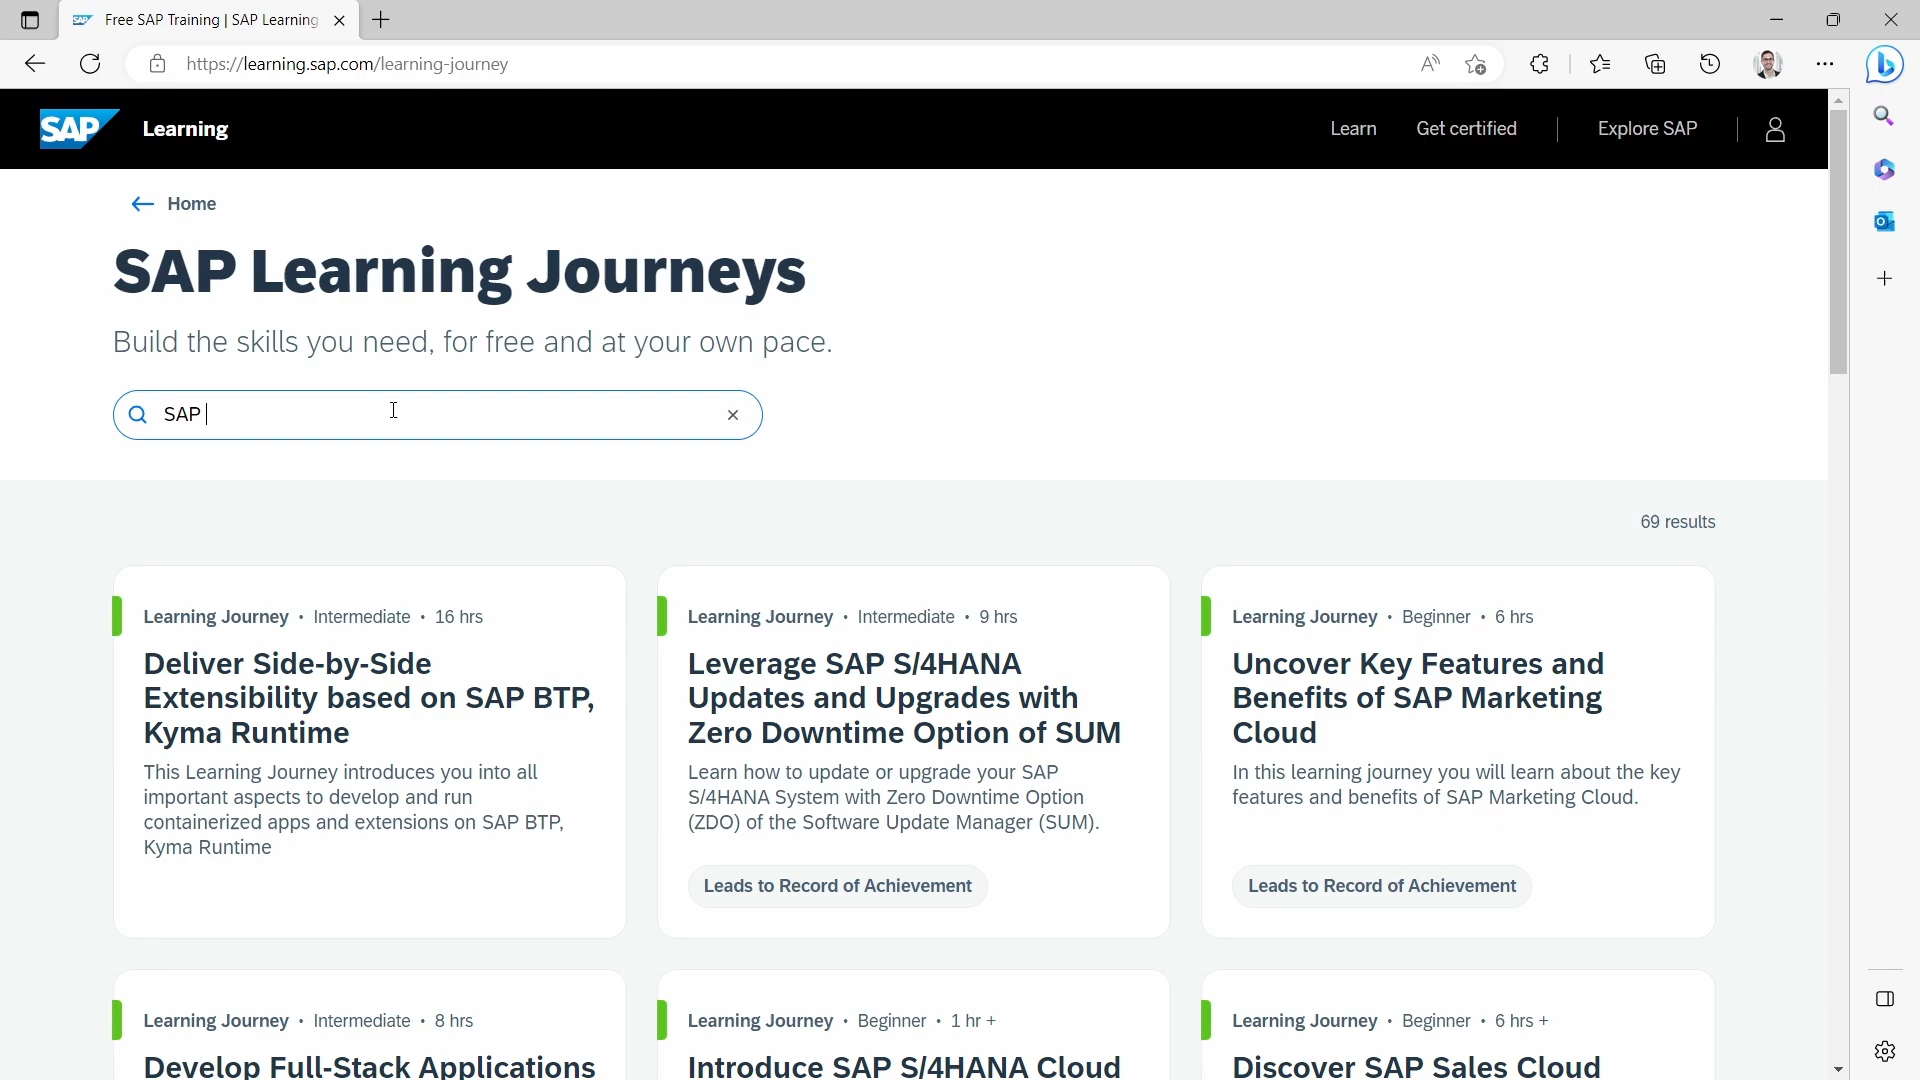 Free SAP Training | SAP Learning
https://learning.sap.com/learning-journey
SAP Learning
Learn Get certified Explore SAP
Home
SAP Learning Journeys
Build the skills you need, for free and at your own pace.
SAP
69 results
Learning Journey • Intermediate • 16 hrs
Deliver Side-by-Side
Extensibility based on SAP BTP,
Kyma Runtime
This Learning Journey introduces you into all
important aspects to develop and run
containerized apps and extensions on SAP BTP,
Kyma Runtime
Learning Journey • Intermediate • 9 hrs
Leverage SAP S/4HANA
Updates and Upgrades with
Zero Downtime Option of SUM
Learn how to update or upgrade your SAP
S/4HANA System with Zero Downtime Option
(ZDO) of the Software Update Manager (SUM).
Leads to Record of Achievement
Learning Journey • Beginner • 6 hrs
Uncover Key Features and
Benefits of SAP Marketing
Cloud
In this learning journey you will learn about the key
features and benefits of SAP Marketing Cloud.
Leads to Record of Achievement
Learning Journey • Intermediate • 8 hrs
Develop Full-Stack Applications
Learning Journey • Beginner • 1 hr +
Introduce SAP S/4HANA Cloud
Learning Journey • Beginner • 6 hrs +
Discover SAP Sales Cloud